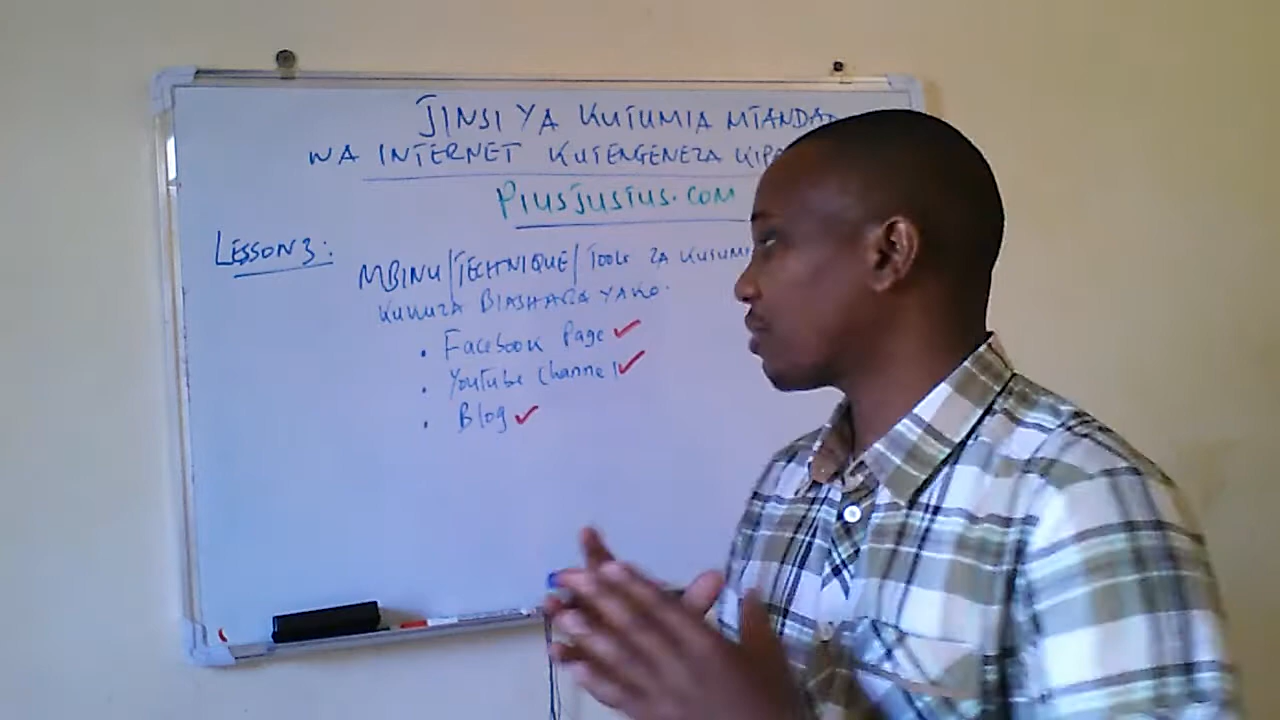 JINSI YA KUTUMIA MTANDAO
WA INTERNET KUTENGENEZA
PIUSJUSTUS.COM
LESSON 3:
MBINU/TECHNIQUE/TOOLS ZA
KUKUZA BIASHARA YAKO.
• Facebook Page ✓
• Youtube Channel ✓
• Blog ✓